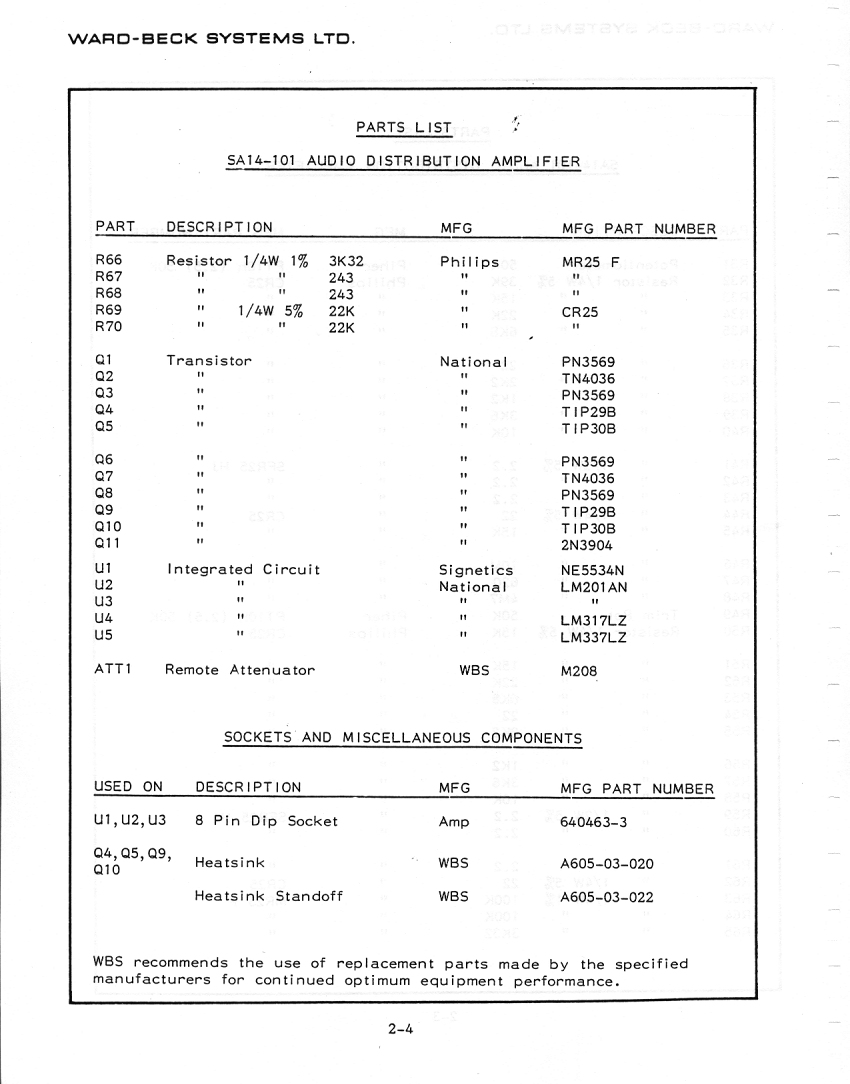 WARD-BECK SYSTEMS LTD.
PARTS LIST
SA14-101 AUDIO DISTRIBUTION AMPLIFIER
PART DESCRIPTION MFG MFG PART NUMBER
R66 Resistor 1/4W 1% 3K32 Philips MR25 F
R67 " " 243 " "
R68 " " 243 " "
R69 " 1/4W 5% 22K " CR25
R70 " " 22K " "
Q1 Transistor National PN3569
Q2 " " TN4036
Q3 " " PN3569
Q4 " " TIP29B
Q5 " " TIP30B
Q6 " " PN3569
Q7 " " TN4036
Q8 " " PN3569
Q9 " " TIP29B
Q10 " " TIP30B
Q11 " " 2N3904
U1 Integrated Circuit Signetics NE5534N
U2 " National LM201AN
U3 " " "
U4 " " LM317LZ
U5 " " LM337LZ
ATT1 Remote Attenuator WBS M208
SOCKETS AND MISCELLANEOUS COMPONENTS
USED ON DESCRIPTION MFG MFG PART NUMBER
U1,U2,U3 8 Pin Dip Socket Amp 640463-3
Q4,Q5,Q9,
Q10 Heatsink WBS A605-03-020
Heatsink Standoff WBS A605-03-022
WBS recommends the use of replacement parts made by the specified
manufacturers for continued optimum equipment performance.
2-4